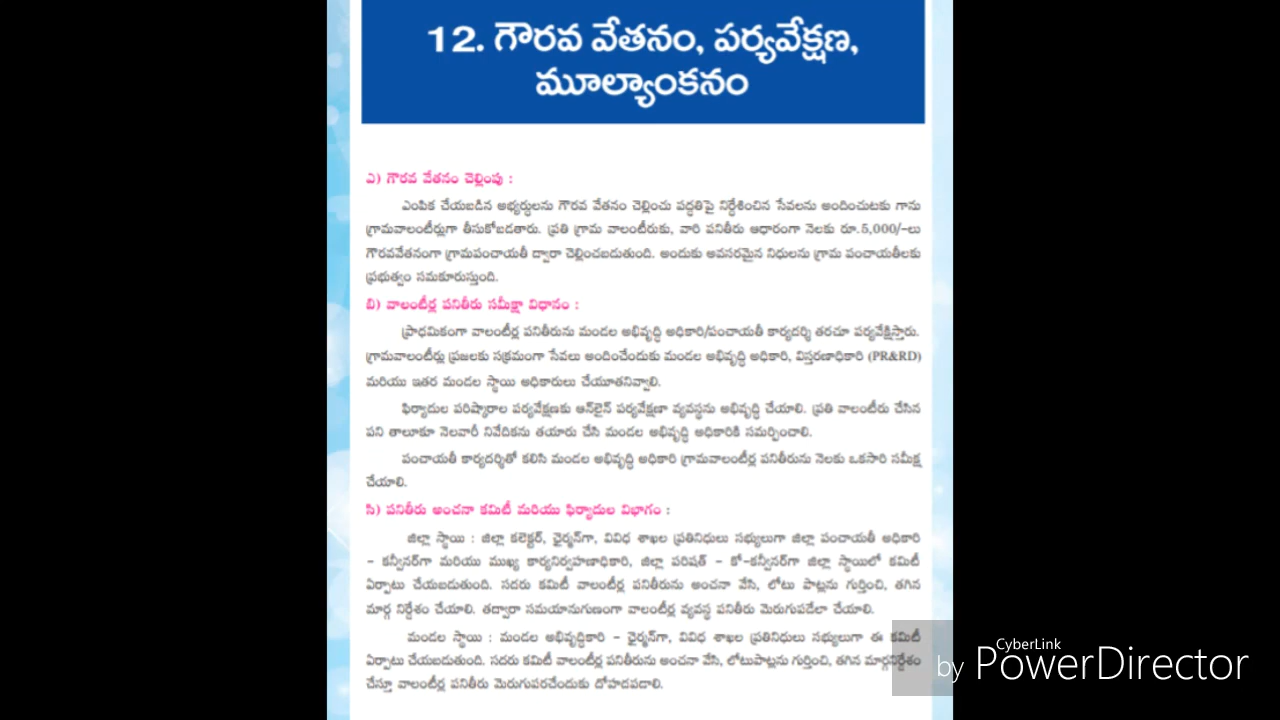 12. గౌరవ వేతనం, పర్యవేక్షణ,
మూల్యాంకనం
ఎ) గౌరవ వేతనం చెల్లింపు :
ఎంపిక చేయబడిన అభ్యర్థులను గౌరవ వేతనం చెల్లించు పద్ధతిపై నిర్దేశించిన సేవలను అందించుటకు గాను
గ్రామవాలంటీర్లుగా తీసుకోబడతారు. ప్రతి గ్రామ వాలంటీరుకు, వారి పనితీరు ఆధారంగా నెలకు రూ.5,000/-లు
గౌరవవేతనంగా గ్రామపంచాయతీ ద్వారా చెల్లించబడుతుంది. అందుకు అవసరమైన నిధులను గ్రామ పంచాయతీలకు
ప్రభుత్వం సమకూరుస్తుంది.
బి) వాలంటీర్ల పనితీరు సమీక్షా విధానం :
ప్రాధమికంగా వాలంటీర్ల పనితీరును మండల అభివృద్ధి అధికారి/పంచాయతీ కార్యదర్శి తరచూ పర్యవేక్షిస్తారు.
గ్రామవాలంటీర్లు ప్రజలకు సక్రమంగా సేవలు అందించేందుకు మండల అభివృద్ధి అధికారి, విస్తరణాధికారి (PR&RD)
మరియు ఇతర మండల స్థాయి అధికారులు చేయూతనివ్వాలి.
ఫిర్యాదుల పరిష్కారాల పర్యవేక్షణకు ఆన్‌లైన్ పర్యవేక్షణా వ్యవస్థను అభివృద్ధి చేయాలి. ప్రతి వాలంటీరు చేసిన
పని తాలూకూ నెలవారీ నివేదికను తయారు చేసి మండల అభివృద్ధి అధికారికి సమర్పించాలి.
పంచాయతీ కార్యదర్శితో కలిసి మండల అభివృద్ధి అధికారి గ్రామవాలంటీర్ల పనితీరును నెలకు ఒకసారి సమీక్ష
చేయాలి.
సి) పనితీరు అంచనా కమిటీ మరియు ఫిర్యాదుల విభాగం :
జిల్లా స్థాయి : జిల్లా కలెక్టర్, ఛైర్మన్‌గా, వివిధ శాఖల ప్రతినిధులు సభ్యులుగా జిల్లా పంచాయతీ అధికారి
- కన్వీనర్‌గా మరియు ముఖ్య కార్యనిర్వహణాధికారి, జిల్లా పరిషత్ - కో-కన్వీనర్‌గా జిల్లా స్థాయిలో కమిటీ
ఏర్పాటు చేయబడుతుంది. సదరు కమిటీ వాలంటీర్ల పనితీరును అంచనా వేసి, లోటు పాట్లను గుర్తించి, తగిన
మార్గ నిర్దేశం చేయాలి. తద్వారా సమయానుగుణంగా వాలంటీర్ల వ్యవస్థ పనితీరు మెరుగుపడేలా చేయాలి.
మండల స్థాయి : మండల అభివృద్ధికారి - ఛైర్మన్‌గా, వివిధ శాఖల ప్రతినిధులు సభ్యులుగా ఈ కమిటీ
ఏర్పాటు చేయబడుతుంది. సదరు కమిటీ వాలంటీర్ల పనితీరును అంచనా వేసి, లోటుపాట్లను గుర్తించి, తగిన మార్గనిర్దేశం
చేస్తూ వాలంటీర్ల పనితీరు మెరుగుపరచేందుకు దోహదపడాలి.
CyberLink
by PowerDirector